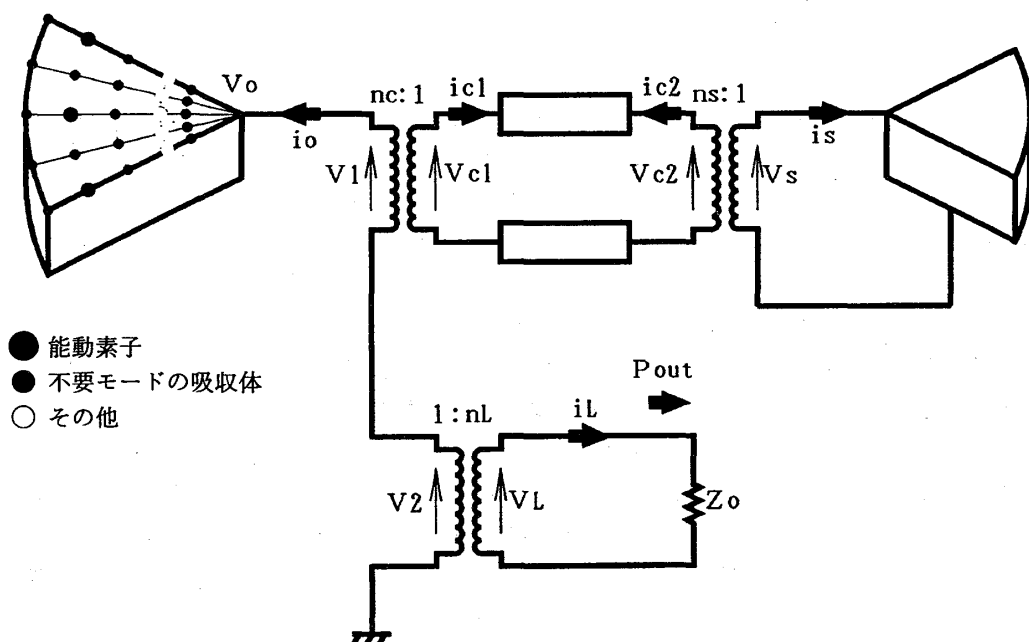 Vo
nc:1
ic1
ic2
ns:1
io
is
V1
Vc1
Vc2
Vs
能動素子
不要モードの吸収体
その他
Pout
1:nL
iL
V2
VL
Zo